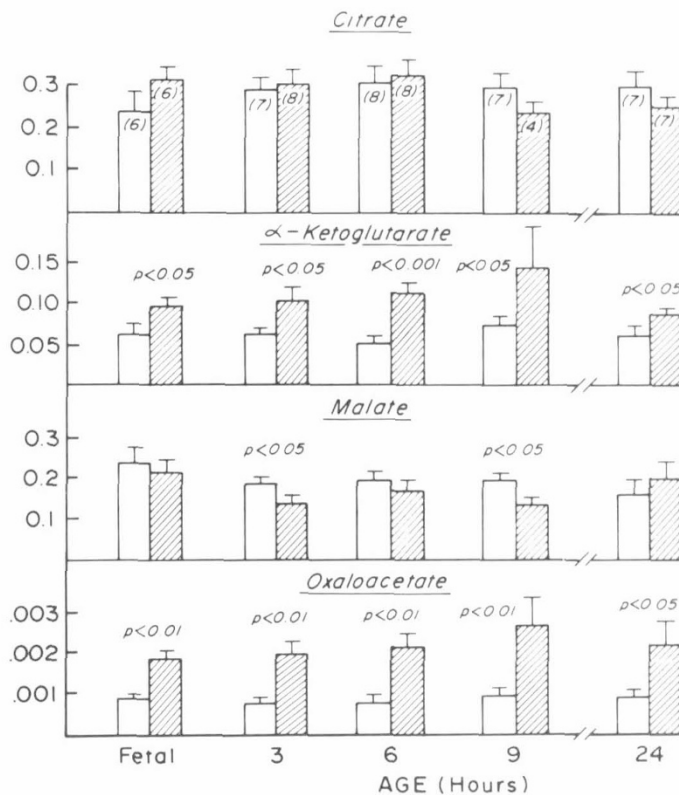 Citrate
0.3
0.2
0.1
(6) (6) (7) (8) (8) (8) (7) (4) (7) (7)
α-Ketoglutarate
0.15
0.10
0.05
p<0.05 p<0.05 p<0.001 p<0.05 p<0.05
Malate
0.3
0.2
0.1
p<0.05 p<0.05
Oxaloacetate
.003
.002
.001
p<0.01 p<0.01 p<0.01 p<0.01 p<0.05
Fetal 3 6 9 24
AGE (Hours)